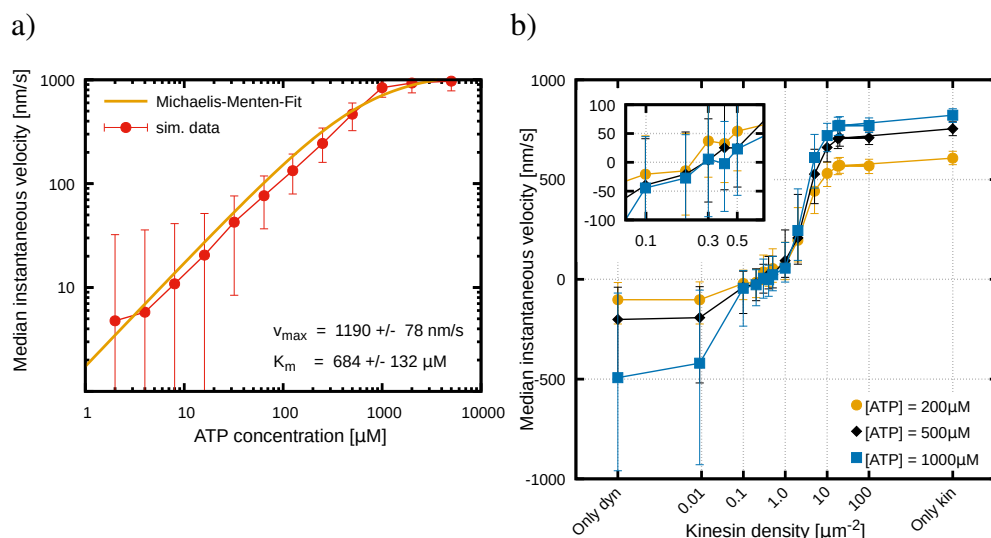 a)
Median instantaneous velocity [nm/s]
1000
100
10
Michaelis-Menten-Fit
sim. data
v_max = 1190 +/- 78 nm/s
K_m = 684 +/- 132 µM
1 10 100 1000 10000
ATP concentration [µM]
b)
Median instantaneous velocity [nm/s]
1000
500
0
-500
-1000
100
50
0
-50
-100
0.1 0.3 0.5
[ATP] = 200µM
[ATP] = 500µM
[ATP] = 1000µM
Only dyn 0.01 0.1 1.0 10 100 Only kin
Kinesin density [µm⁻²]